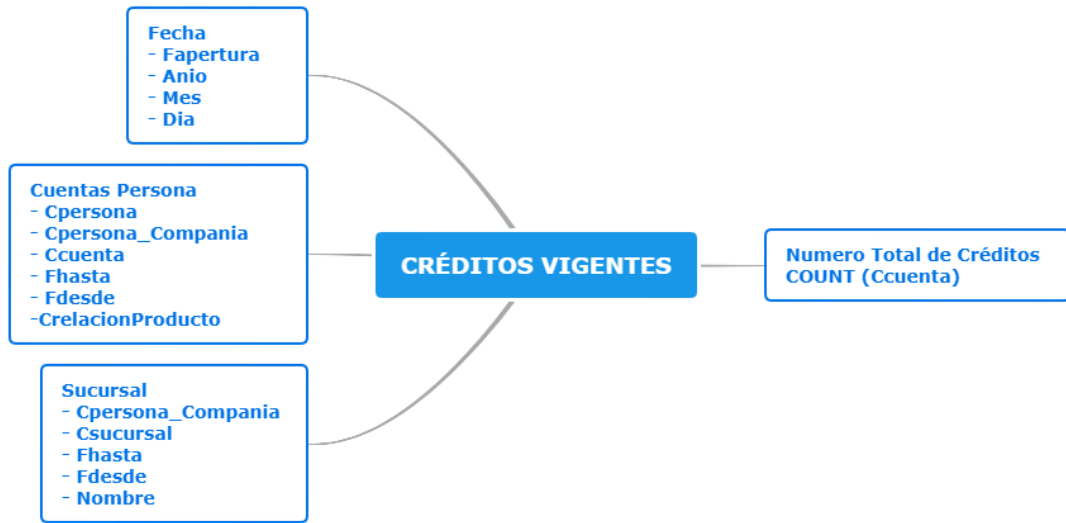 Fecha
- Fapertura
- Anio
- Mes
- Dia
Cuentas Persona
- Cpersona
- Cpersona_Compania
- Ccuenta
- Fhasta
- Fdesde
-CrelacionProducto
Sucursal
- Cpersona_Compania
- Csucursal
- Fhasta
- Fdesde
- Nombre
CRÉDITOS VIGENTES
Numero Total de Créditos
COUNT (Ccuenta)